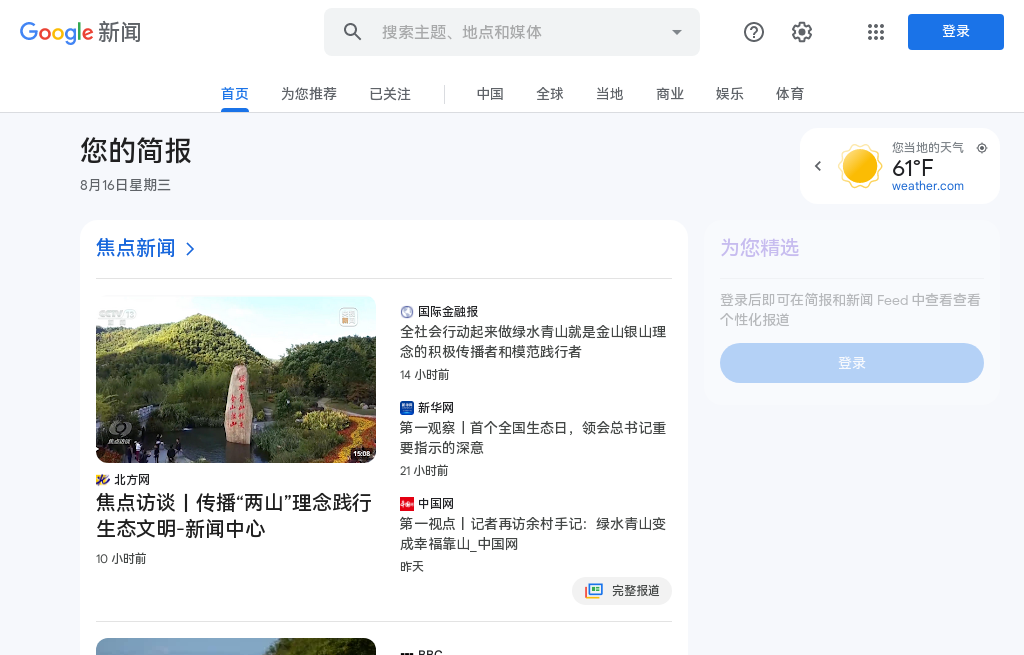 Google 新闻
搜索主题、地点和媒体
登录
首页
为您推荐
已关注
中国
全球
当地
商业
娱乐
体育
您的简报
8月16日星期三
您当地的天气
61°F
weather.com
焦点新闻
CCTV 13
焦点访谈
15:08
北方网
焦点访谈丨传播“两山”理念践行
生态文明-新闻中心
10 小时前
国际金融报
全社会行动起来做绿水青山就是金山银山理
念的积极传播者和模范践行者
14 小时前
新华网
第一观察丨首个全国生态日，领会总书记重
要指示的深意
21 小时前
中国网
第一视点丨记者再访余村手记：绿水青山变
成幸福靠山_中国网
昨天
完整报道
BBC
为您精选
登录后即可在简报和新闻 Feed 中查看查看
个性化报道
登录